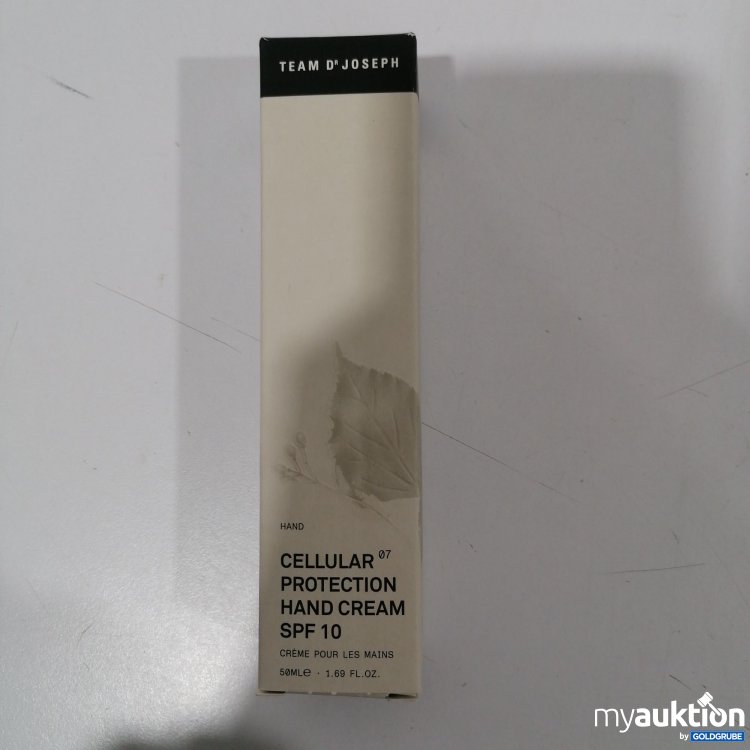 TEAM Dᴿ JOSEPH
HAND
CELLULAR 07
PROTECTION
HAND CREAM
SPF 10
CRÈME POUR LES MAINS
50ML℮ · 1.69 FL.OZ.
myauktion
by GOLDGRUBE